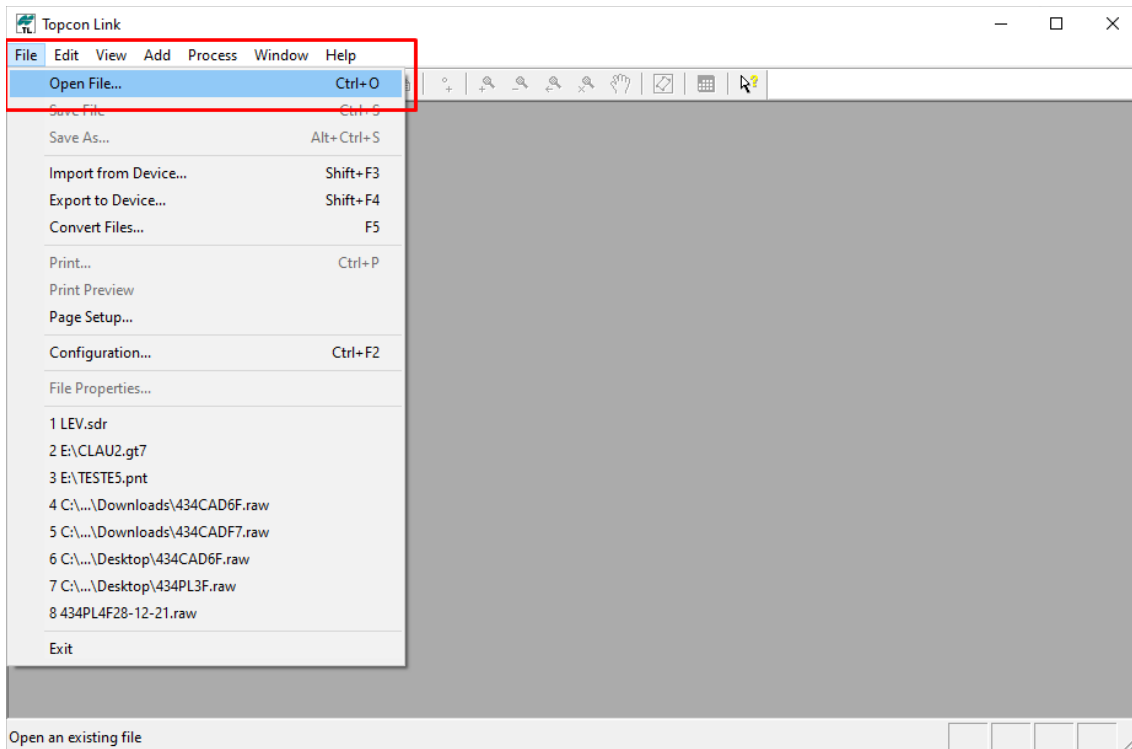 Topcon Link
File Edit View Add Process Window Help
Open File... Ctrl+O
Save File Ctrl+S
Save As... Alt+Ctrl+S
Import from Device... Shift+F3
Export to Device... Shift+F4
Convert Files... F5
Print... Ctrl+P
Print Preview
Page Setup...
Configuration... Ctrl+F2
File Properties...
1 LEV.sdr
2 E:\CLAU2.gt7
3 E:\TESTE5.pnt
4 C:\...\Downloads\434CAD6F.raw
5 C:\...\Downloads\434CADF7.raw
6 C:\...\Desktop\434CAD6F.raw
7 C:\...\Desktop\434PL3F.raw
8 434PL4F28-12-21.raw
Exit
Open an existing file